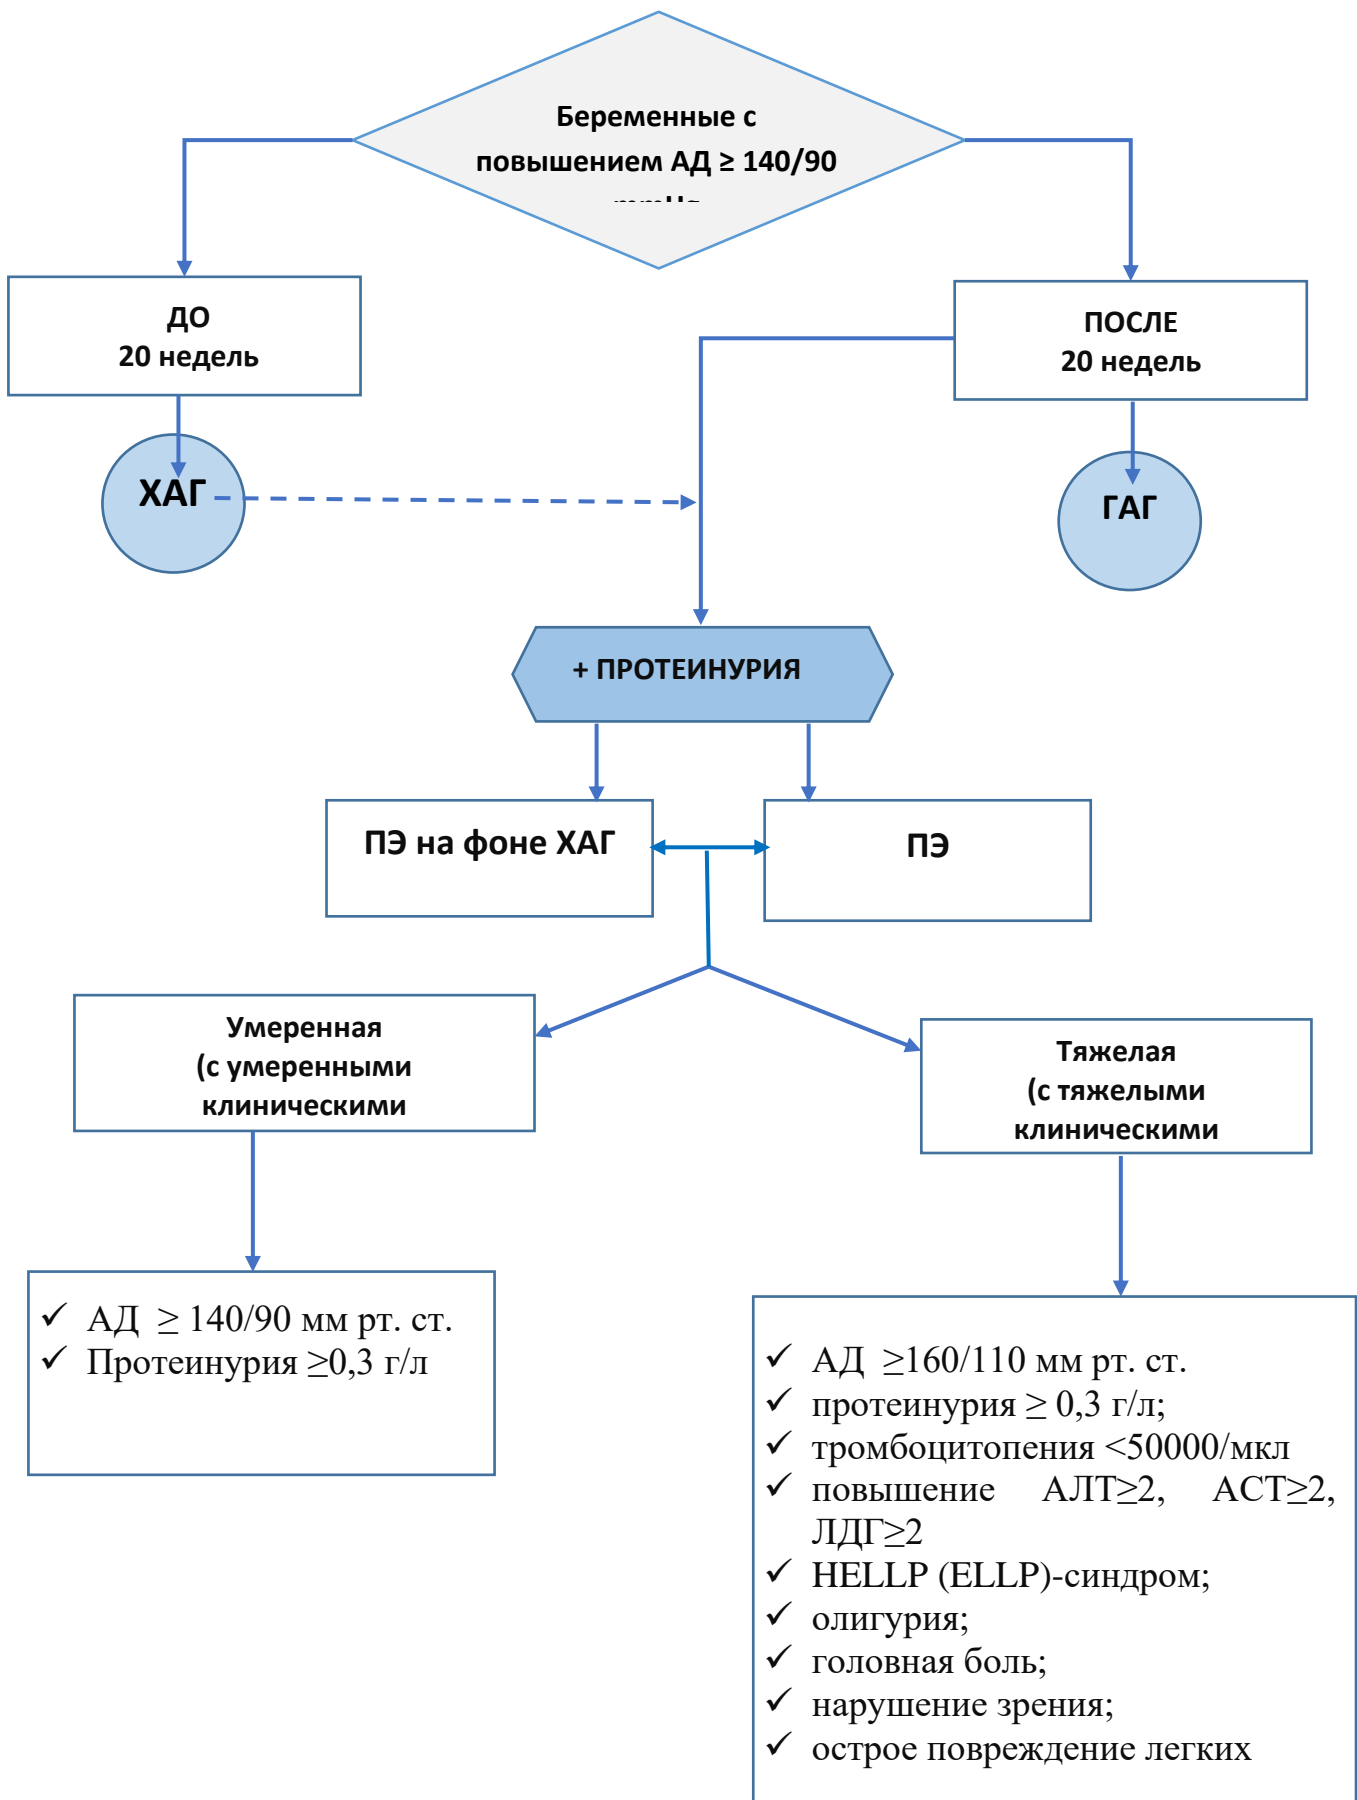 Беременные с
повышением АД ≥ 140/90
ДО
20 недель
ПОСЛЕ
20 недель
ХАГ
ГАГ
+ ПРОТЕИНУРИЯ
ПЭ на фоне ХАГ
ПЭ
Умеренная
(с умеренными
клиническими
Тяжелая
(с тяжелыми
клиническими
✓ АД ≥ 140/90 мм рт. ст.
✓ Протеинурия ≥0,3 г/л
✓ АД ≥160/110 мм рт. ст.
✓ протеинурия ≥ 0,3 г/л;
✓ тромбоцитопения <50000/мкл
✓ повышение АЛТ≥2, АСТ≥2,
ЛДГ≥2
✓ HELLP (ELLP)-синдром;
✓ олигурия;
✓ головная боль;
✓ нарушение зрения;
✓ острое повреждение легких